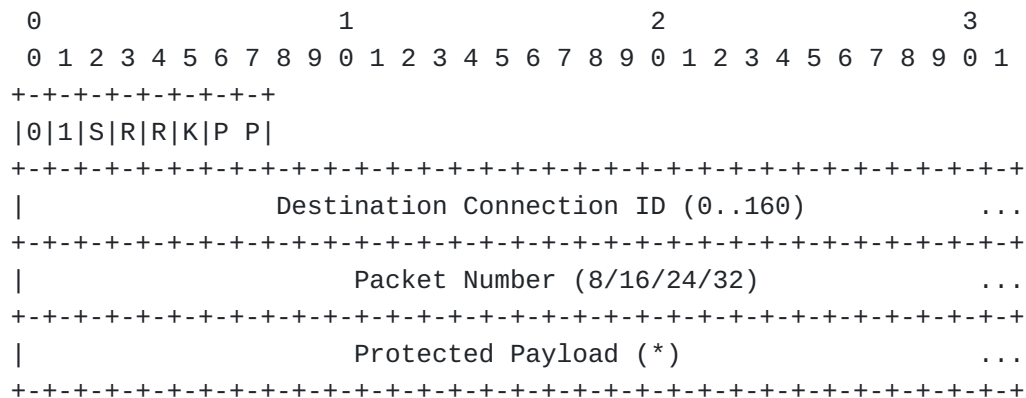 0                   1                   2                   3
 0 1 2 3 4 5 6 7 8 9 0 1 2 3 4 5 6 7 8 9 0 1 2 3 4 5 6 7 8 9 0 1
+-+-+-+-+-+-+-+-+
|0|1|S|R|R|K|P P|
+-+-+-+-+-+-+-+-+-+-+-+-+-+-+-+-+-+-+-+-+-+-+-+-+-+-+-+-+-+-+-+-+
|                Destination Connection ID (0..160)           ...
+-+-+-+-+-+-+-+-+-+-+-+-+-+-+-+-+-+-+-+-+-+-+-+-+-+-+-+-+-+-+-+-+
|                     Packet Number (8/16/24/32)              ...
+-+-+-+-+-+-+-+-+-+-+-+-+-+-+-+-+-+-+-+-+-+-+-+-+-+-+-+-+-+-+-+-+
|                     Protected Payload (*)                   ...
+-+-+-+-+-+-+-+-+-+-+-+-+-+-+-+-+-+-+-+-+-+-+-+-+-+-+-+-+-+-+-+-+